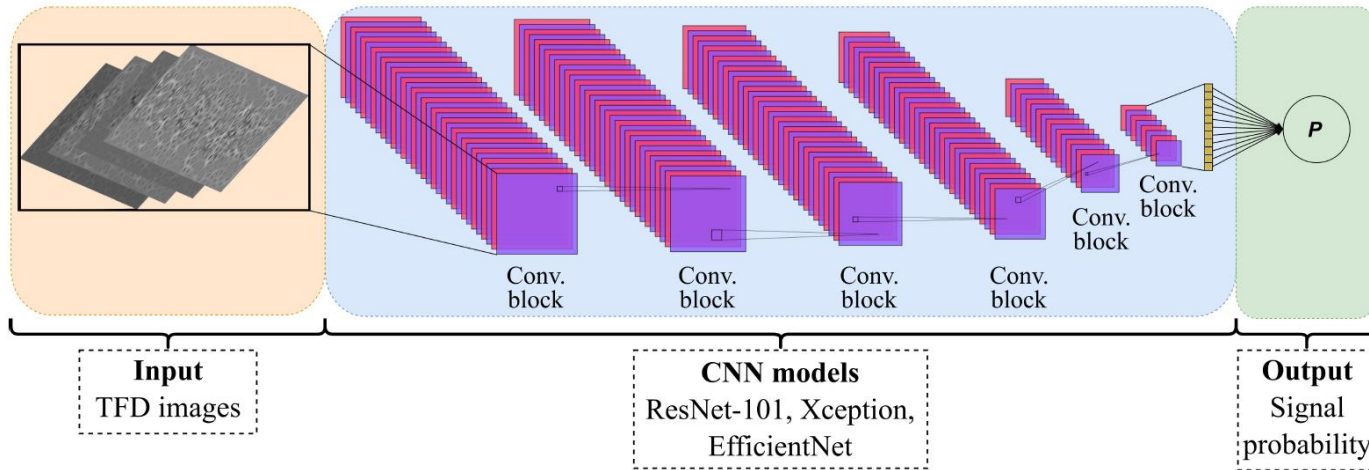 P
Conv.
block
Conv.
block
Conv.
block
Conv.
block
Conv.
block
Conv.
block
Input
TFD images
CNN models
ResNet-101, Xception,
EfficientNet
Output
Signal
probability